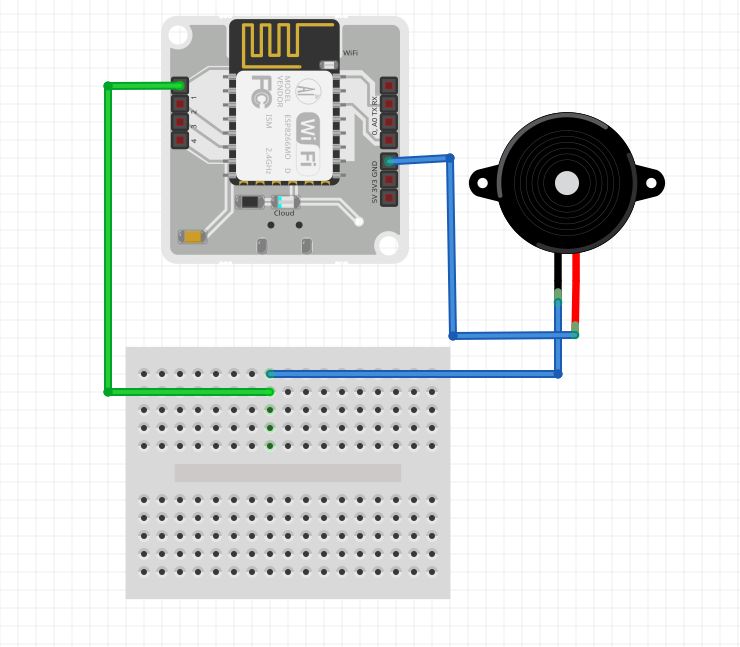 WiFi
1
2
3
4
MODEL
VENDOR
ESP8266MO D
AI
FC
Wi
Fi
ISM
2.4GHz
0, A0 TX RX
5V 3V3 GND
Cloud